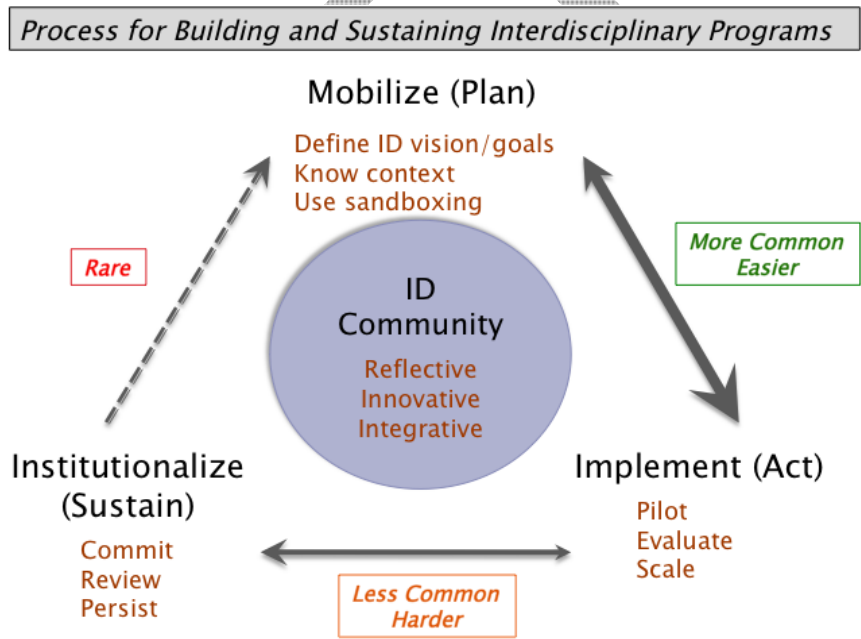 Process for Building and Sustaining Interdisciplinary Programs
Mobilize (Plan)
Define ID vision/goals
Know context
Use sandboxing
Rare
More Common
Easier
ID
Community
Reflective
Innovative
Integrative
Institutionalize
(Sustain)
Commit
Review
Persist
Implement (Act)
Pilot
Evaluate
Scale
Less Common
Harder